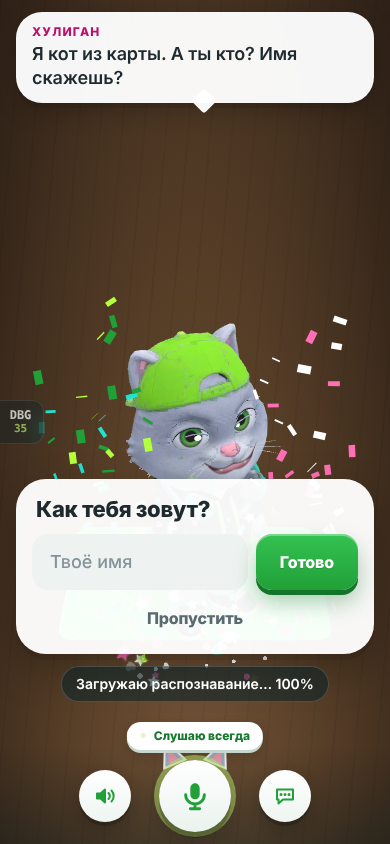 ХУЛИГАН
Я кот из карты. А ты кто? Имя
скажешь?
DBG
35
Как тебя зовут?
Твоё имя
Готово
Пропустить
Загружаю распознавание... 100%
Слушаю всегда